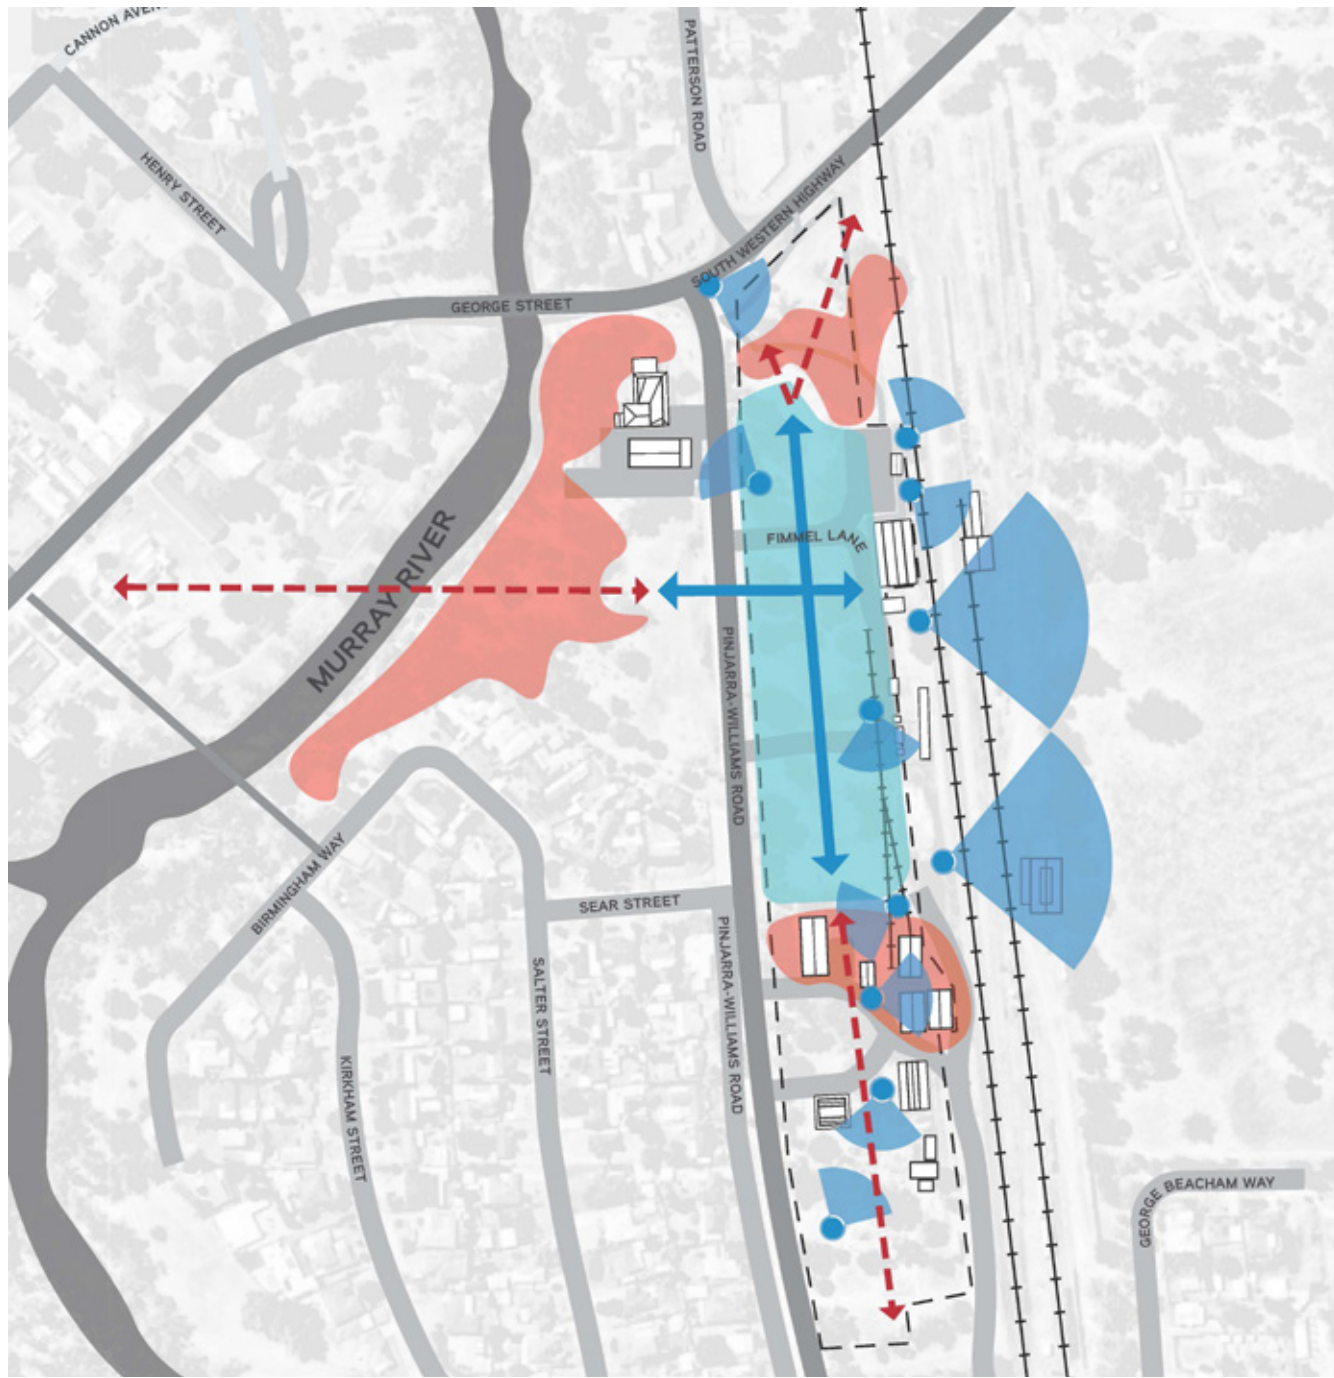 CANNON AVEN
PATTERSON ROAD
HENRY STREET
SOUTH WESTERN HIGHWAY
GEORGE STREET
MURRAY RIVER
FIMMEL LANE
PINJARRA-WILLIAMS ROAD
BIRMINGHAM WAY
SEAR STREET
PINJARRA-WILLIAMS ROAD
SALTER STREET
KIRKHAM STREET
GEORGE BEACHAM WAY